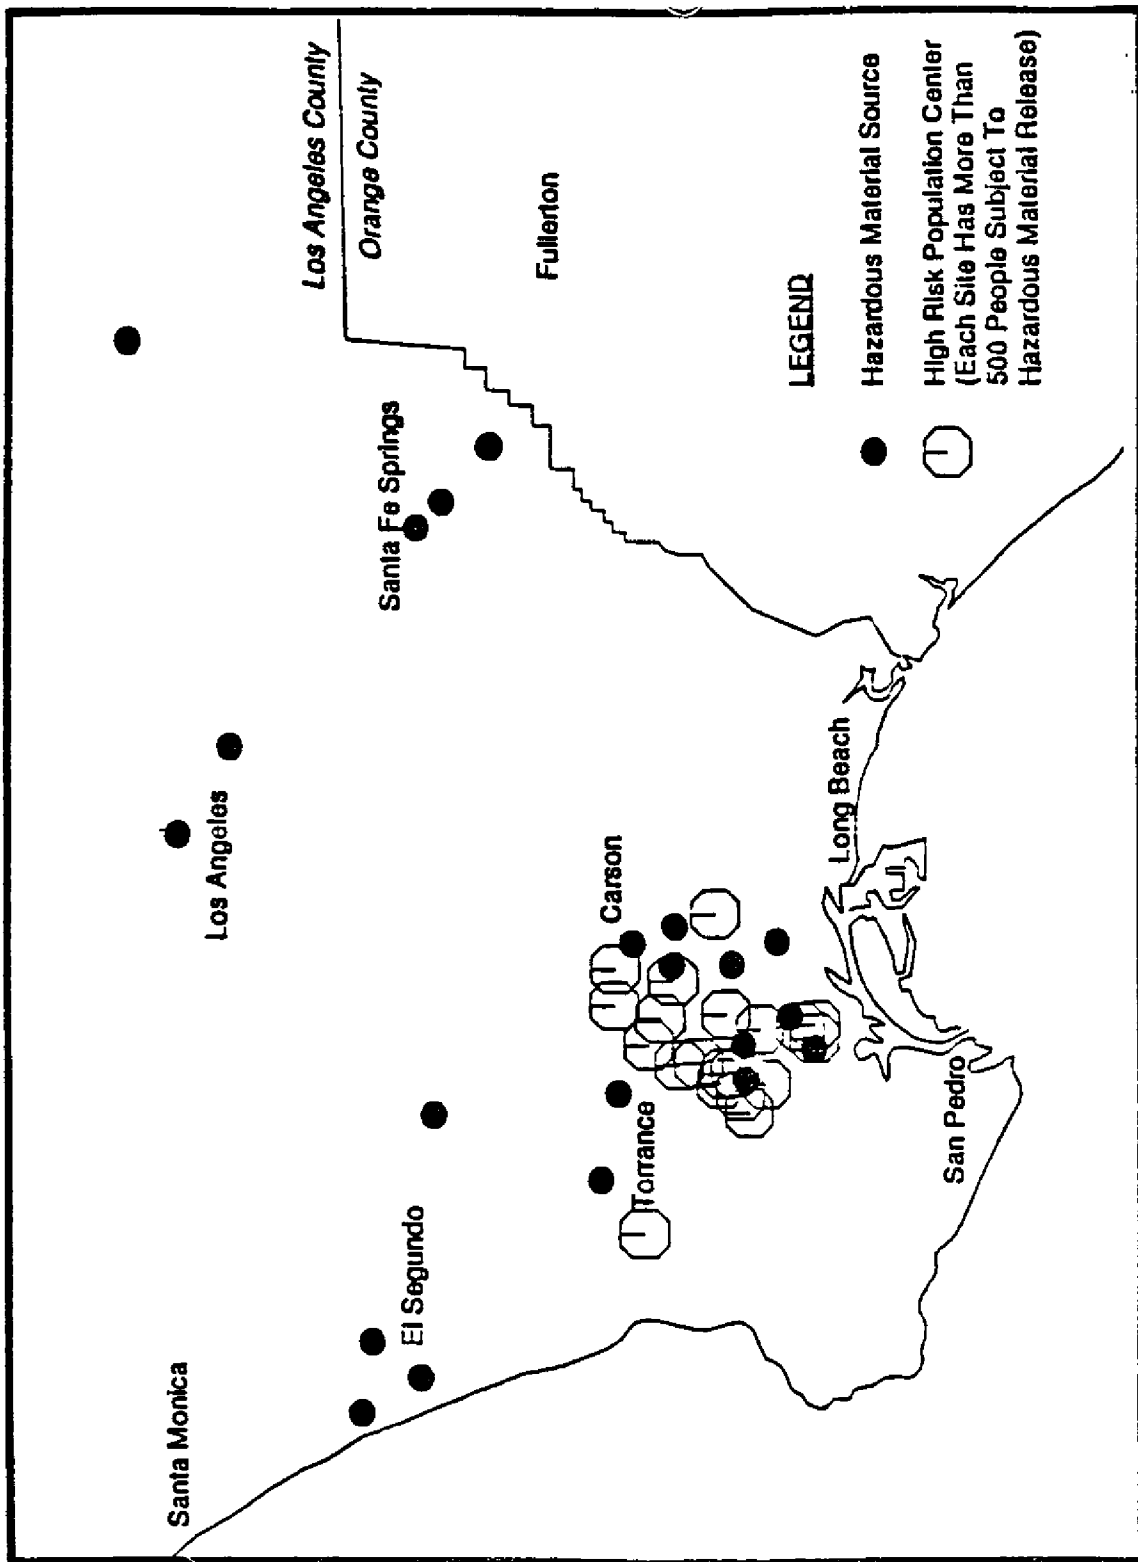 Los Angeles County
Orange County
Santa Monica
Los Angeles
Santa Fe Springs
Fullerton
El Segundo
Torrance
Carson
San Pedro
Long Beach
LEGEND
Hazardous Material Source
High Risk Population Center
(Each Site Has More Than
500 People Subject To
Hazardous Material Release)